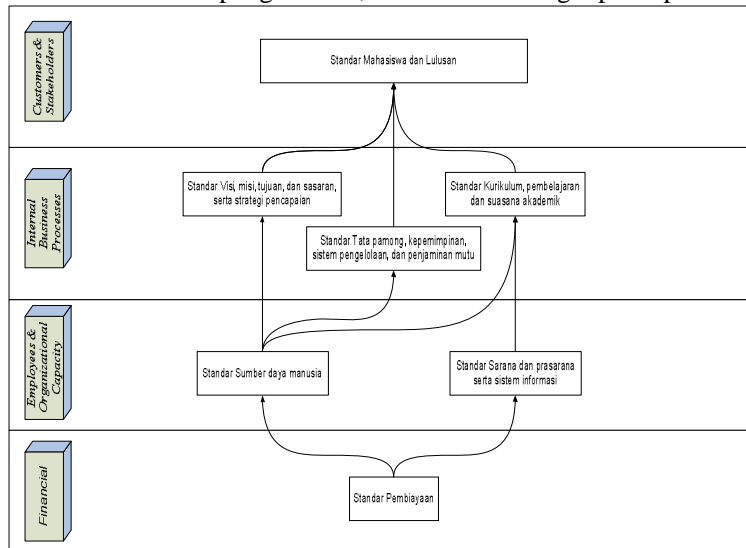 Customers &
Stakeholders
Standar Mahasiswa dan Lulusan
Internal
Business
Processes
Standar Visi, misi, tujuan, dan sasaran,
serta strategi pencapaian
Standar Kurikulum, pembelajaran
dan suasana akademik
Standar Tata pamong, kepemimpinan,
sistem pengelolaan, dan penjaminan mutu
Employees &
Organizational
Capacity
Standar Sumber daya manusia
Standar Sarana dan prasarana
serta sistem informasi
Financial
Standar Pembiayaan